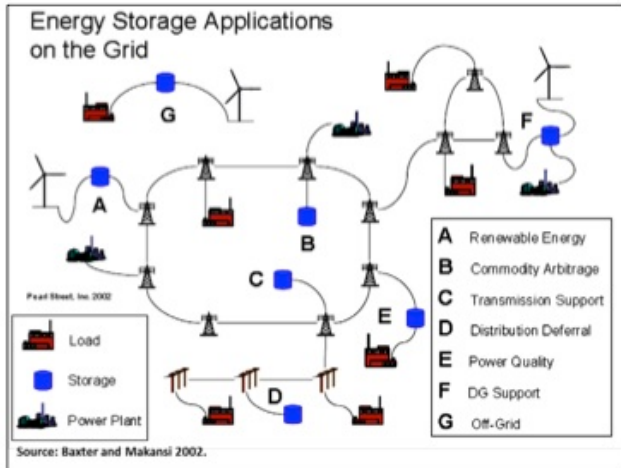 Energy Storage Applications
on the Grid
G
F
A
B
C
E
D
Pearl Street, Inc. 2002
Load
Storage
Power Plant
A Renewable Energy
B Commodity Arbitrage
C Transmission Support
D Distribution Deferral
E Power Quality
F DG Support
G Off-Grid
Source: Baxter and Makansi 2002.